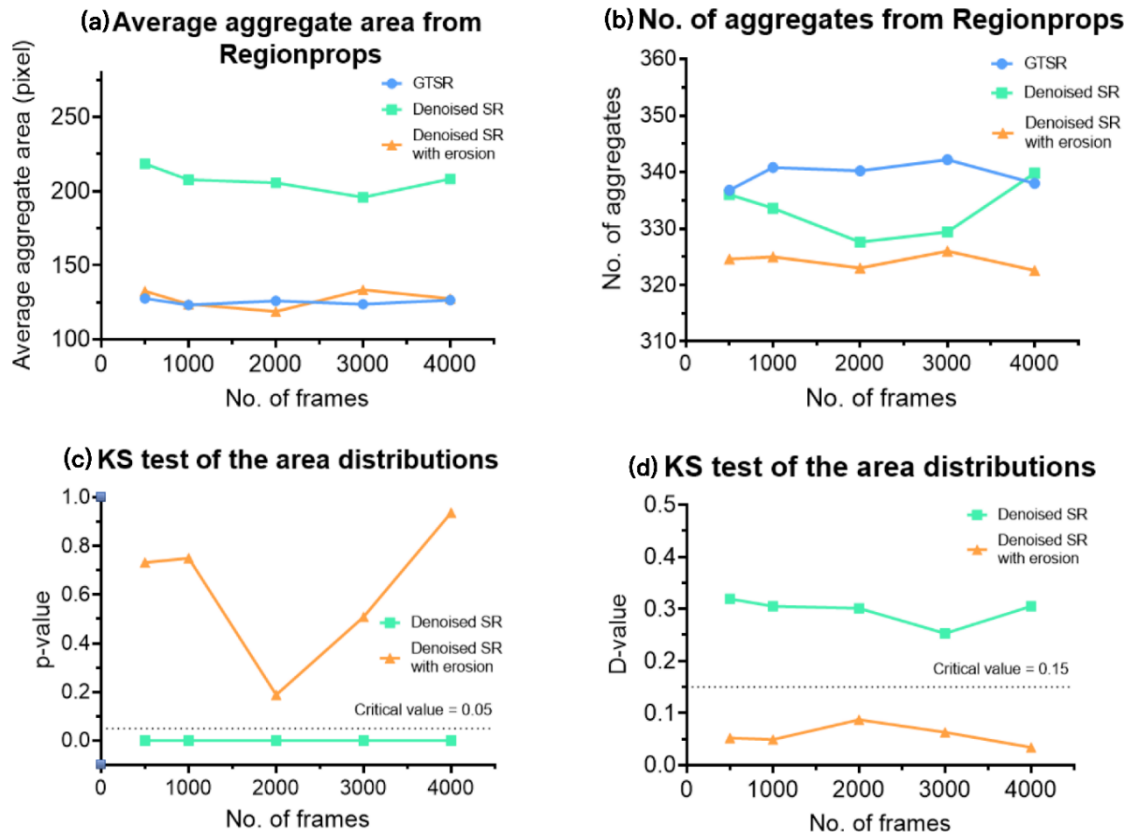 (a) Average aggregate area from
Regionprops
GTSR
Denoised SR
Denoised SR
with erosion
Average aggregate area (pixel)
250
200
150
100
0 1000 2000 3000 4000
No. of frames
(b) No. of aggregates from Regionprops
GTSR
Denoised SR
Denoised SR
with erosion
No. of aggregates
360
350
340
330
320
310
0 1000 2000 3000 4000
No. of frames
(c) KS test of the area distributions
p-value
1.0
0.8
0.6
0.4
0.2
0.0
Denoised SR
Denoised SR
with erosion
Critical value = 0.05
0 1000 2000 3000 4000
No. of frames
(d) KS test of the area distributions
D-value
0.5
0.4
0.3
0.2
0.1
0.0
Denoised SR
Denoised SR
with erosion
Critical value = 0.15
0 1000 2000 3000 4000
No. of frames